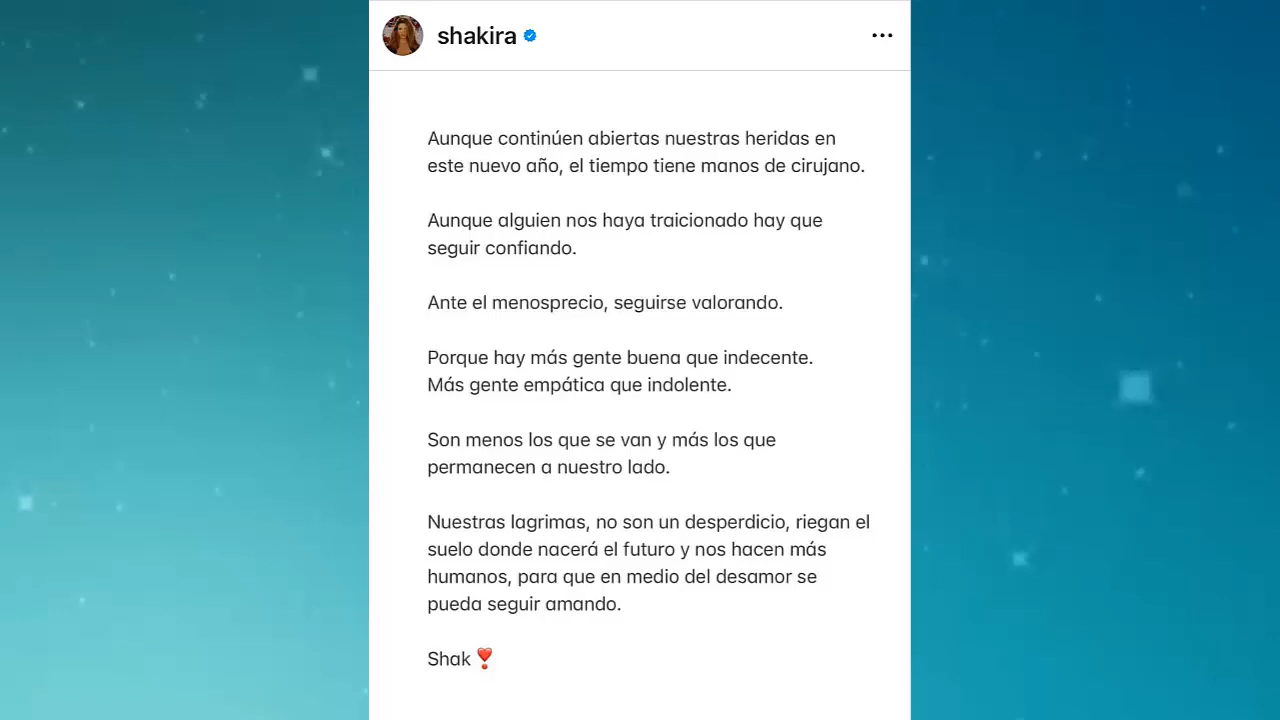 shakira
Aunque continúen abiertas nuestras heridas en
este nuevo año, el tiempo tiene manos de cirujano.
Aunque alguien nos haya traicionado hay que
seguir confiando.
Ante el menosprecio, seguirse valorando.
Porque hay más gente buena que indecente.
Más gente empática que indolente.
Son menos los que se van y más los que
permanecen a nuestro lado.
Nuestras lagrimas, no son un desperdicio, riegan el
suelo donde nacerá el futuro y nos hacen más
humanos, para que en medio del desamor se
pueda seguir amando.
Shak ❣️